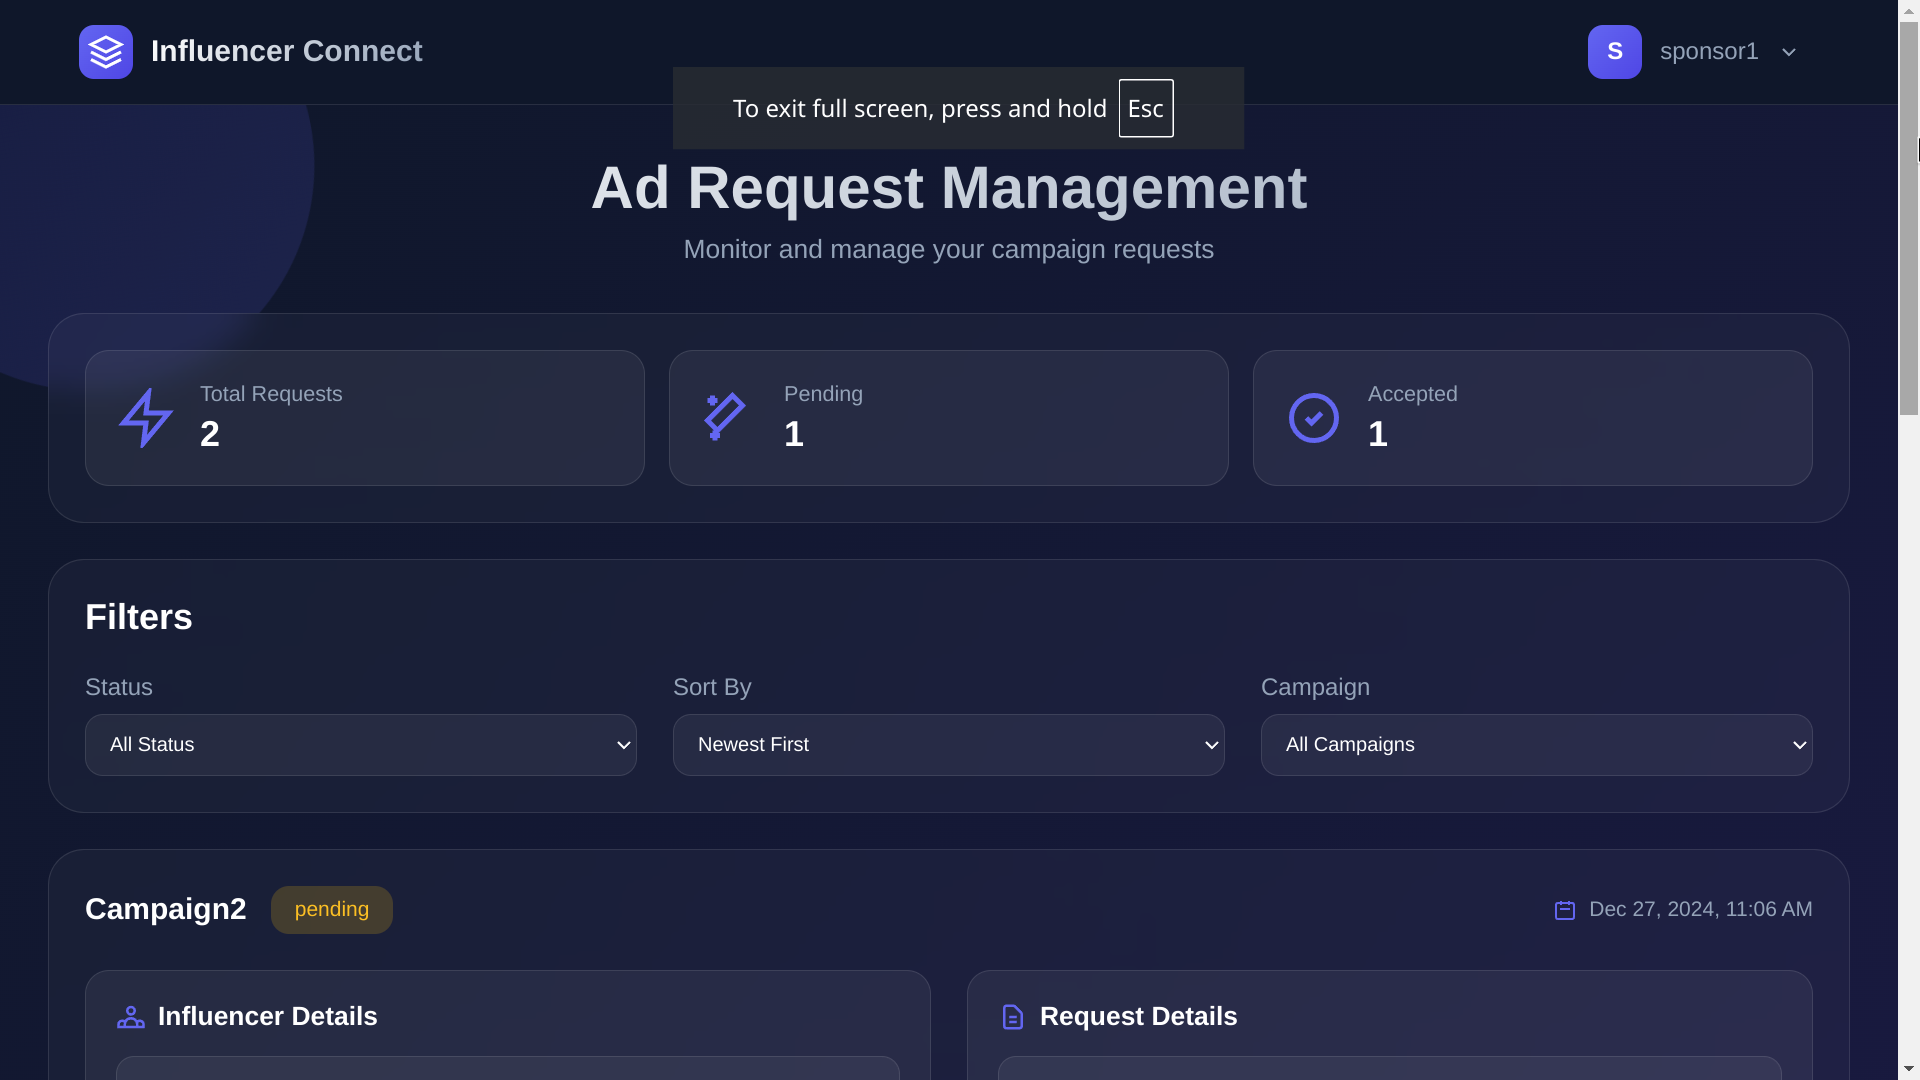 Influencer Connect
S sponsor1
To exit full screen, press and hold Esc
Ad Request Management
Monitor and manage your campaign requests
Total Requests
2
Pending
1
Accepted
1
Filters
Status
All Status
Sort By
Newest First
Campaign
All Campaigns
Campaign2 pending
Dec 27, 2024, 11:06 AM
Influencer Details
Request Details